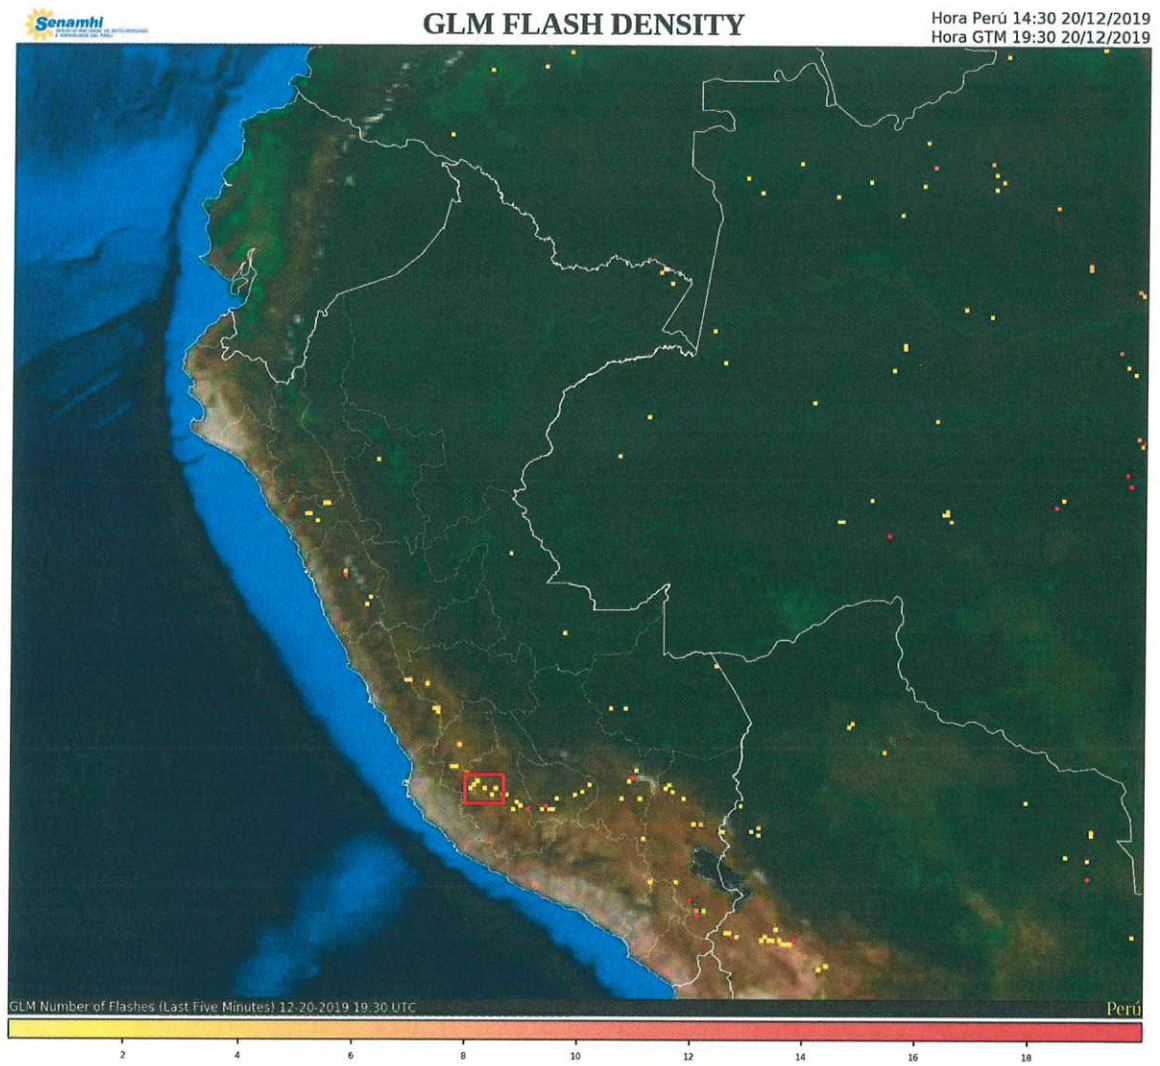 Senamhi
GLM FLASH DENSITY
Hora Perú 14:30 20/12/2019
Hora GTM 19:30 20/12/2019
GLM Number of Flashes (Last Five Minutes) 12-20-2019 19:30 UTC
Perú
2 4 6 8 10 12 14 16 18